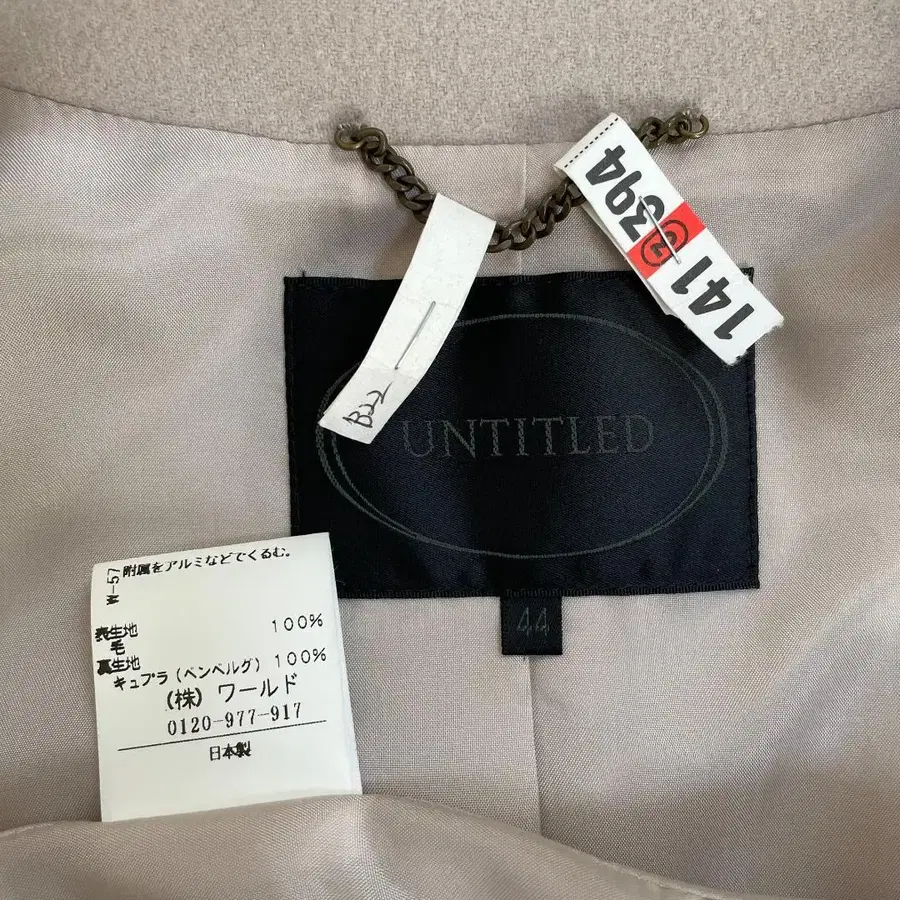 141②394
B22
UNTITLED
44
W-57
附属をアルミなどでくるむ。
表生地 100%
毛
裏生地
キュプラ(ベンベルグ) 100%
(株) ワールド
0120-977-917
日本製